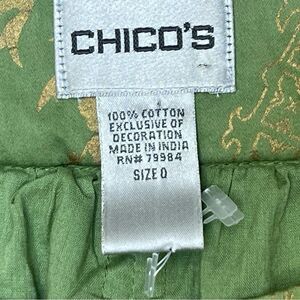 CHICO'S
100% COTTON
EXCLUSIVE OF
DECORATION
MADE IN INDIA
RN# 79984
SIZE 0